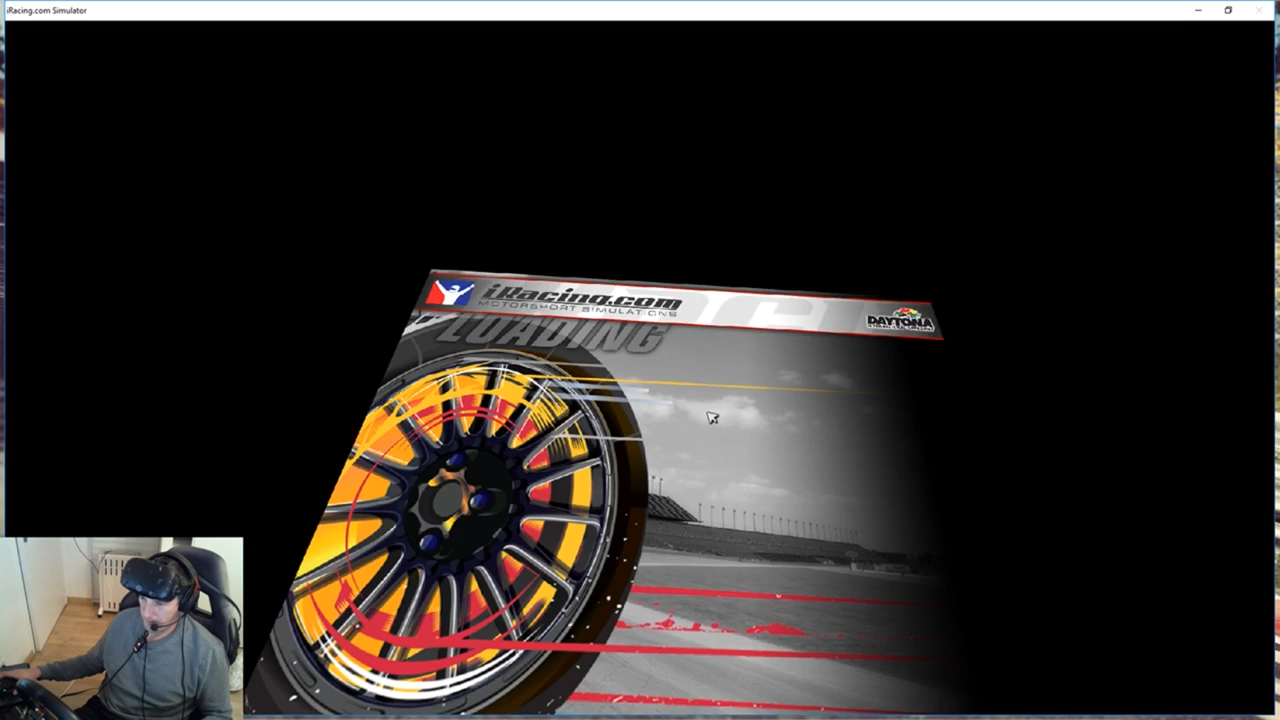 iRacing.com Simulator
iRacing.com
MOTORSPORT SIMULATIONS
DAYTONA
LOADING